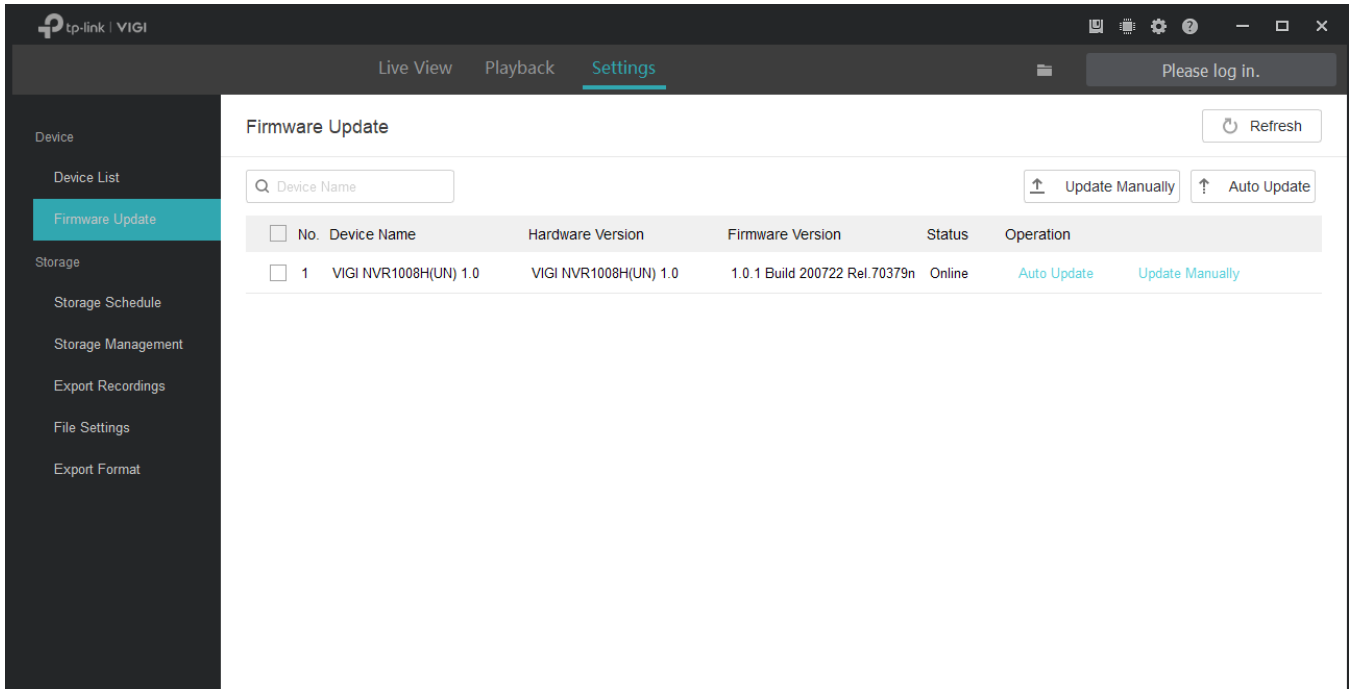 tp-link | VIGI
Live View Playback Settings
Please log in.
Device
Device List
Firmware Update
Storage
Storage Schedule
Storage Management
Export Recordings
File Settings
Export Format
Firmware Update
Refresh
Device Name
Update Manually
Auto Update
No. Device Name Hardware Version Firmware Version Status Operation
1 VIGI NVR1008H(UN) 1.0 VIGI NVR1008H(UN) 1.0 1.0.1 Build 200722 Rel.70379n Online Auto Update Update Manually